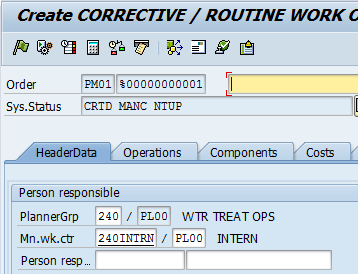 Create CORRECTIVE / ROUTINE WORK O
Order PM01 %00000000001
Sys.Status CRTD MANC NTUP
HeaderData Operations Components Costs
Person responsible
PlannerGrp 240 / PL00 WTR TREAT OPS
Mn.wk.ctr 240INTRN / PL00 INTERN
Person resp...